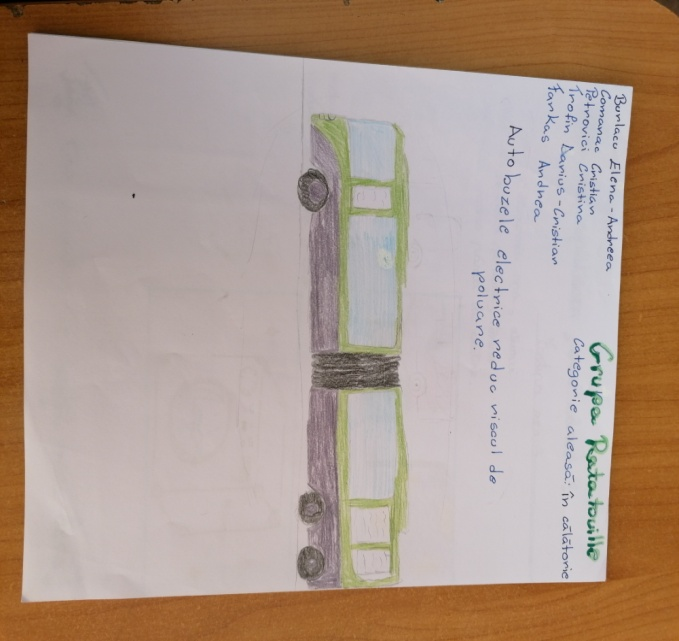 Burlacu Elena-Andreea
Comanac Cristian
Petrovici Cristina
Trofin Darius-Cristian
Farkas Andrea
Grupa Ratatouille
Categorie aleasă: în călătorie
Autobuzele electrice reduc riscul de
poluare.